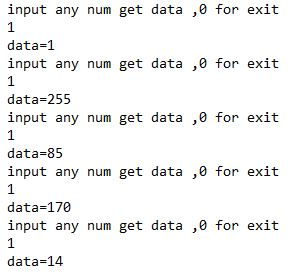 input any num get data ,0 for exit
1
data=1
input any num get data ,0 for exit
1
data=255
input any num get data ,0 for exit
1
data=85
input any num get data ,0 for exit
1
data=170
input any num get data ,0 for exit
1
data=14